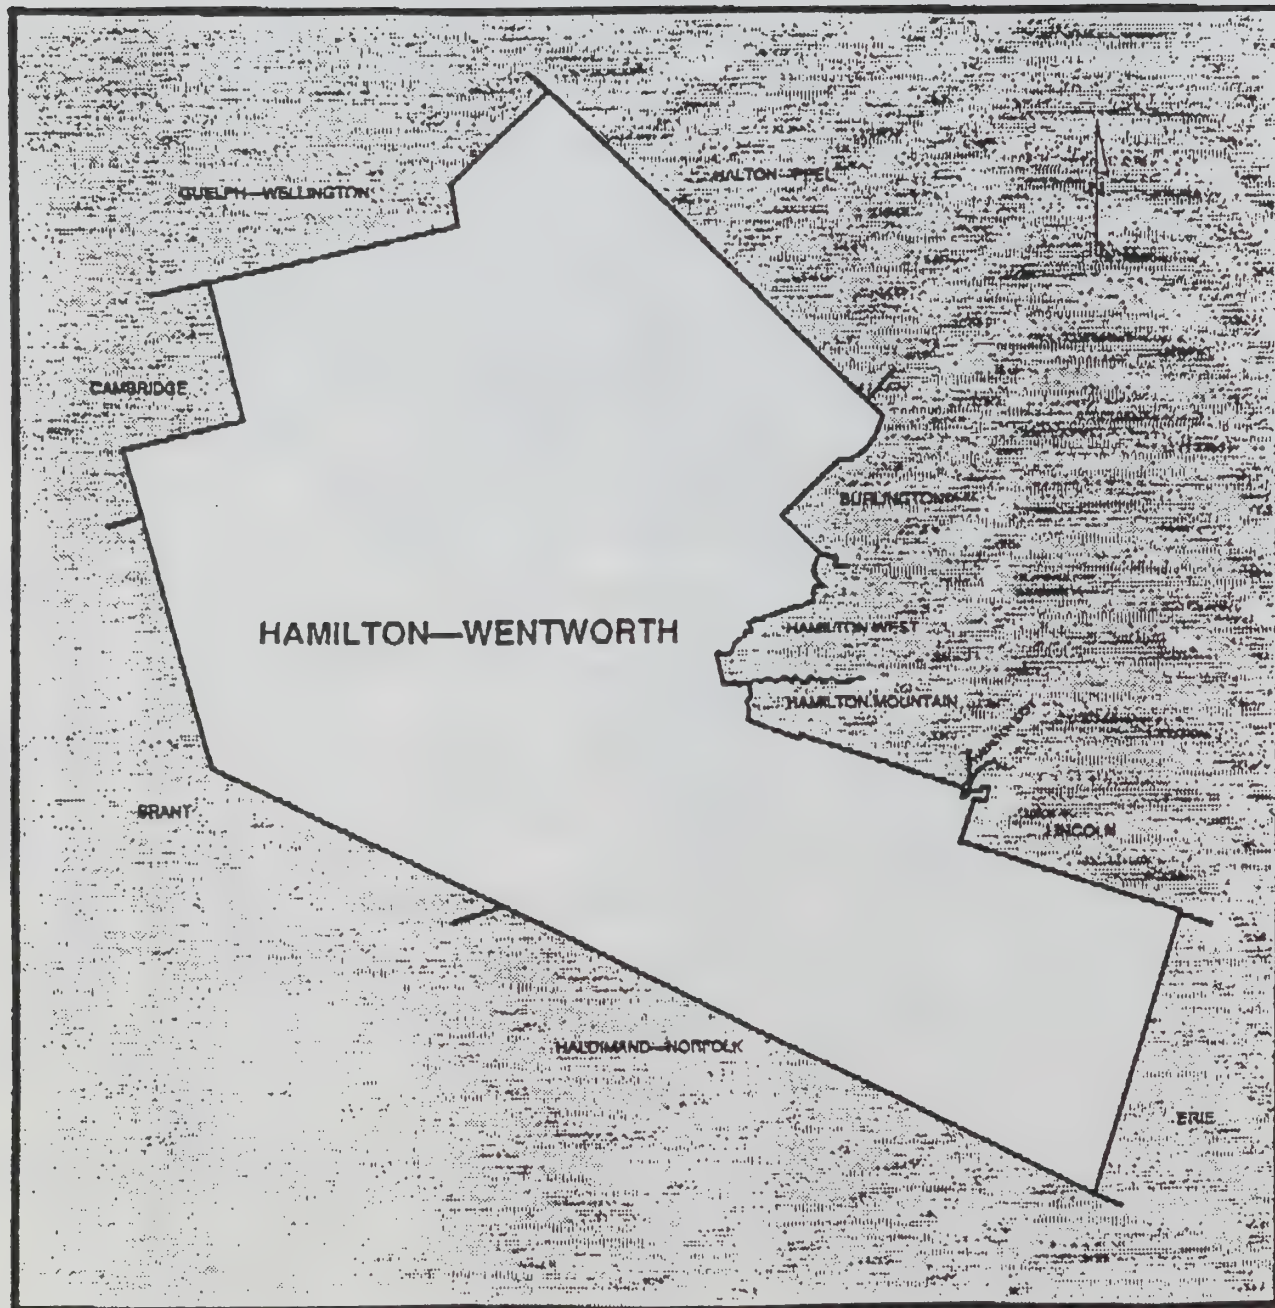 GUELPH—WELLINGTON
HALTON—PEEL
N
CAMBRIDGE
BURLINGTON
HAMILTON—WENTWORTH
HAMILTON WEST
HAMILTON MOUNTAIN
BRANT
LINCOLN
HALDIMAND—NORFOLK
ERIE